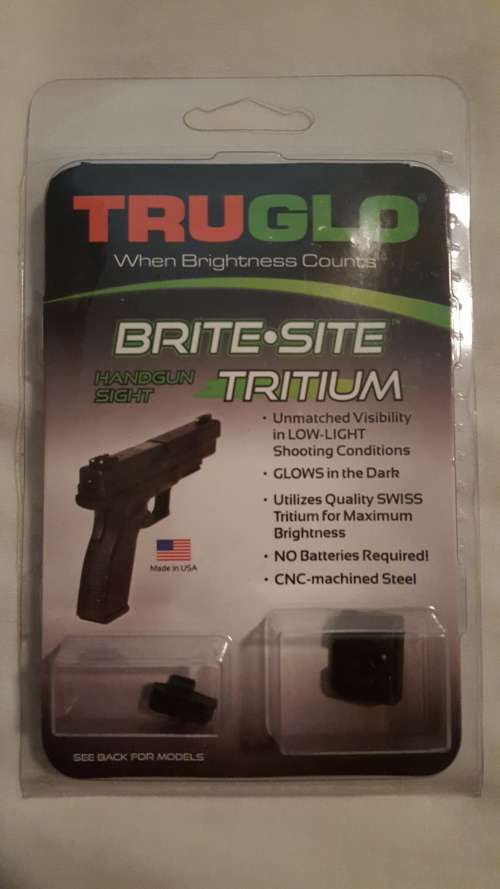 TRUGLO®
When Brightness Counts™
BRITE•SITE™
HANDGUN
SIGHT
TRITIUM
• Unmatched Visibility
in LOW-LIGHT
Shooting Conditions
• GLOWS in the Dark
• Utilizes Quality SWISS
Tritium for Maximum
Brightness
• NO Batteries Required!
• CNC-machined Steel
Made in USA
SEE BACK FOR MODELS